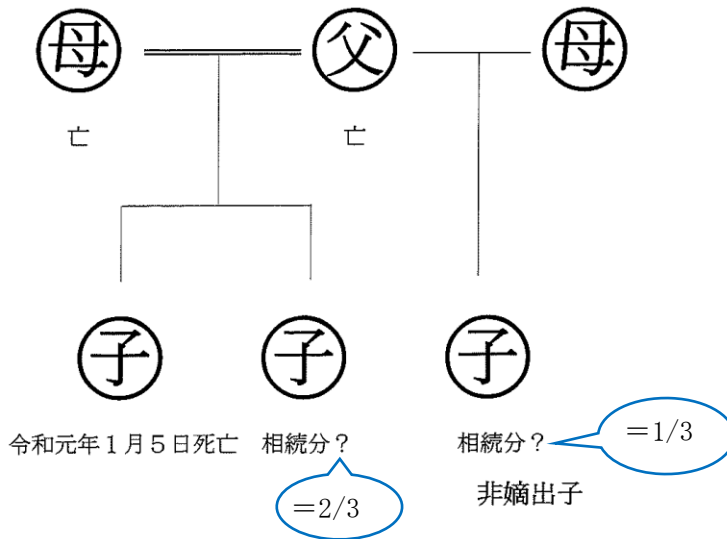 母 父 母
亡 亡
子 子 子
令和元年1月5日死亡 相続分? 相続分? =1/3
=2/3 非嫡出子